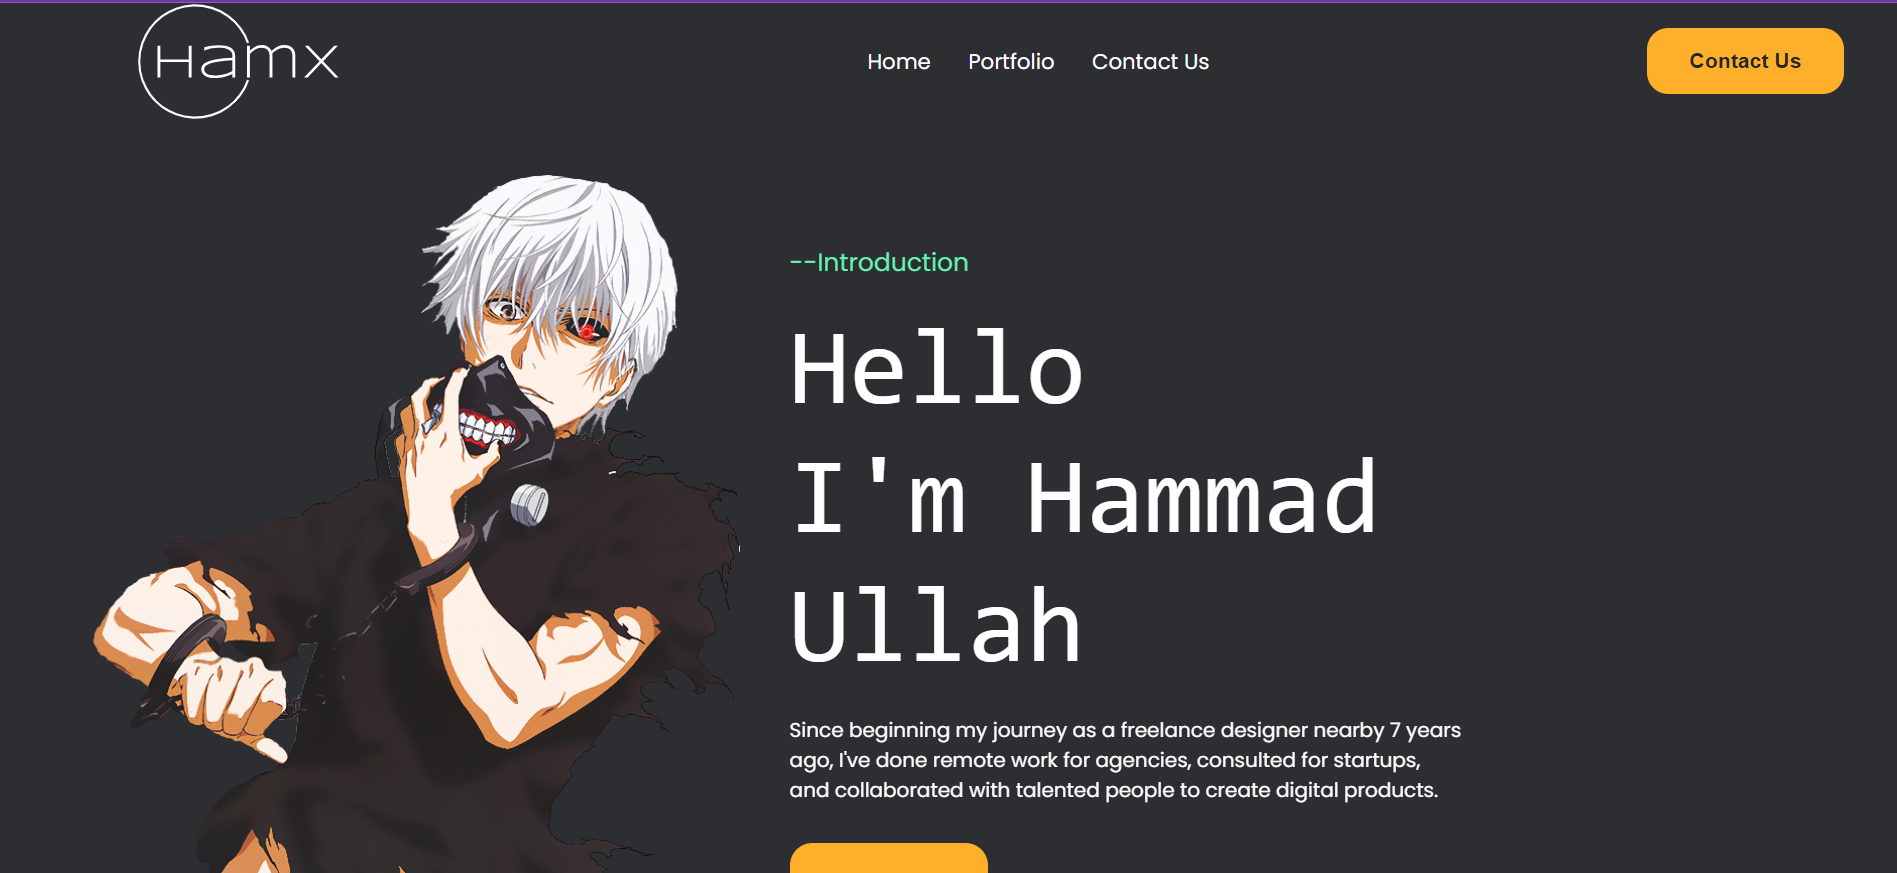 Hamx
Home
Portfolio
Contact Us
Contact Us
--Introduction
Hello
I'm Hammad
Ullah
Since beginning my journey as a freelance designer nearby 7 years
ago, I've done remote work for agencies, consulted for startups,
and collaborated with talented people to create digital products.